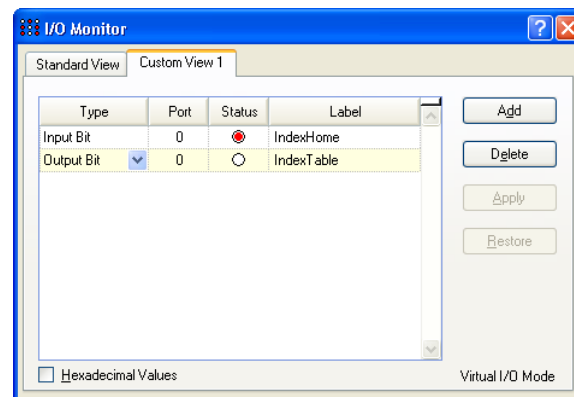 I/O Monitor
Standard View Custom View 1
Type Port Status Label
Input Bit 0 IndexHome
Output Bit 0 IndexTable
Add
Delete
Apply
Restore
Hexadecimal Values
Virtual I/O Mode